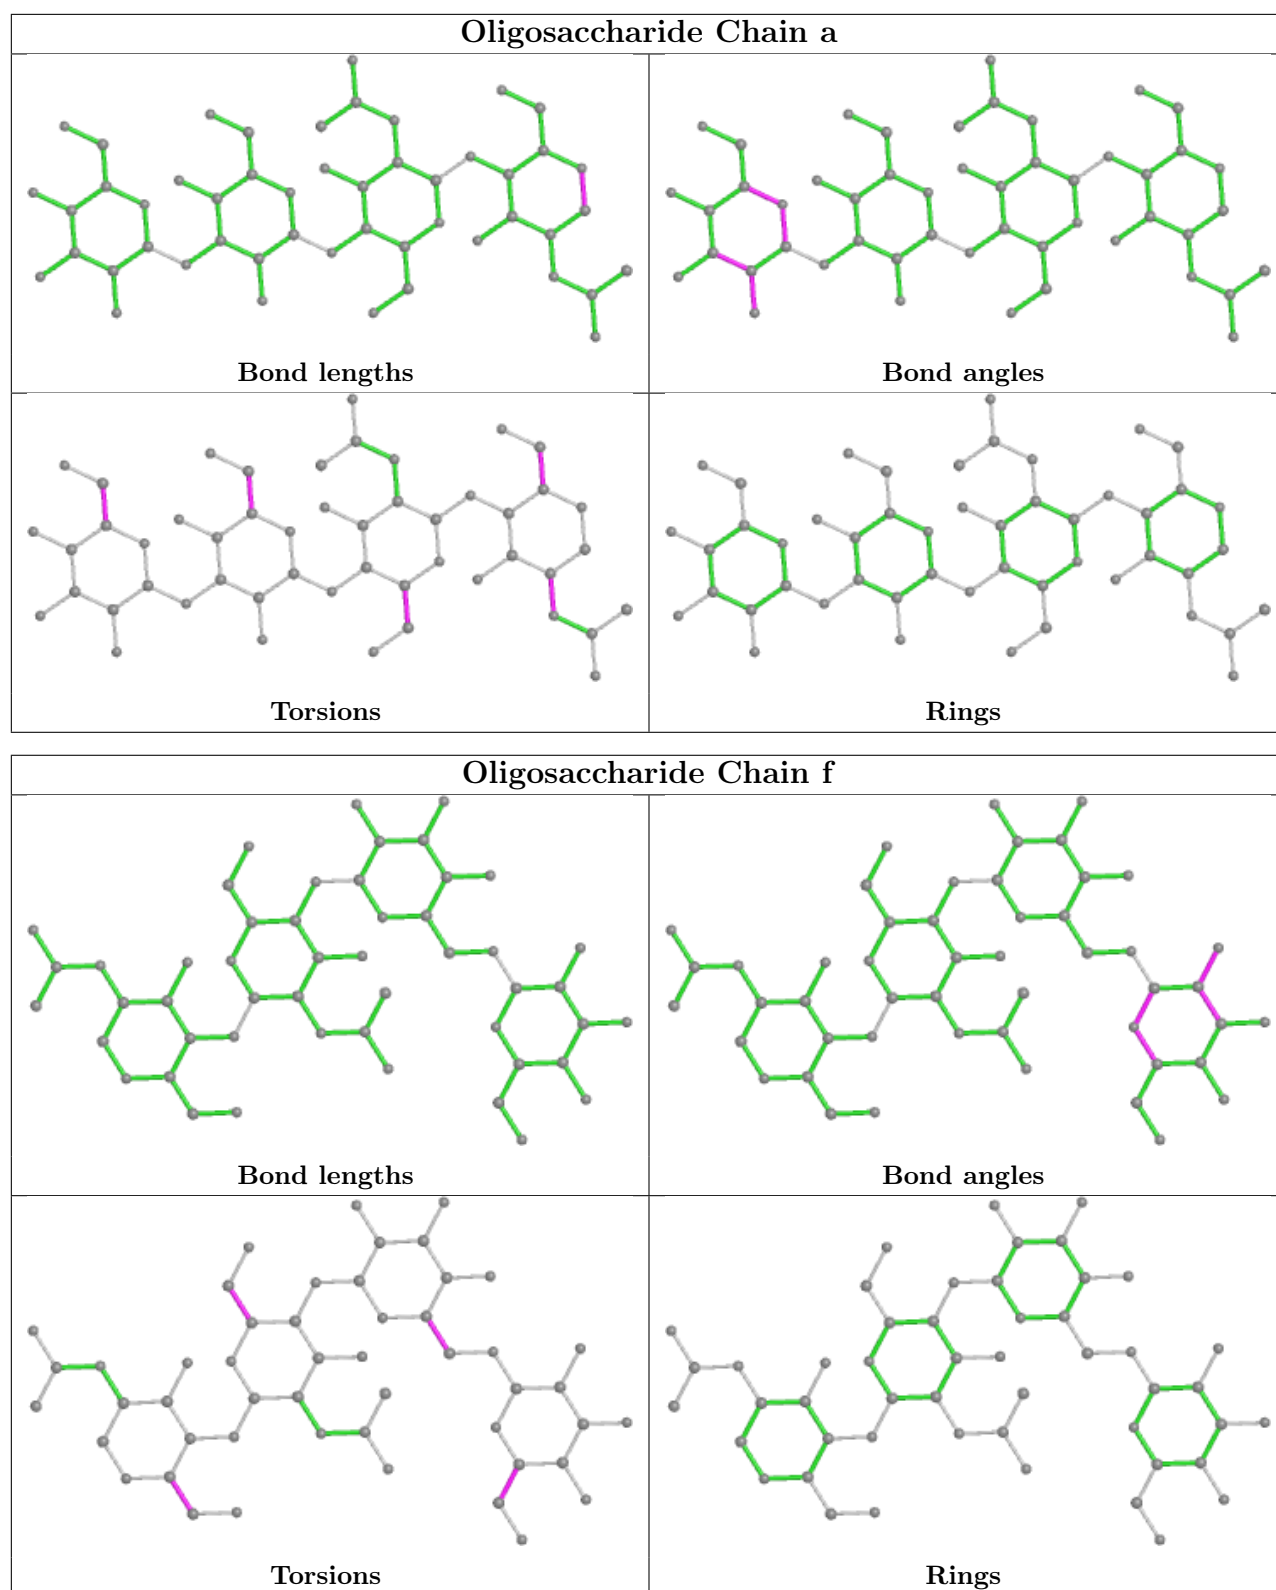 Oligosaccharide Chain a
Bond lengths
Bond angles
Torsions
Rings
Oligosaccharide Chain f
Bond lengths
Bond angles
Torsions
Rings